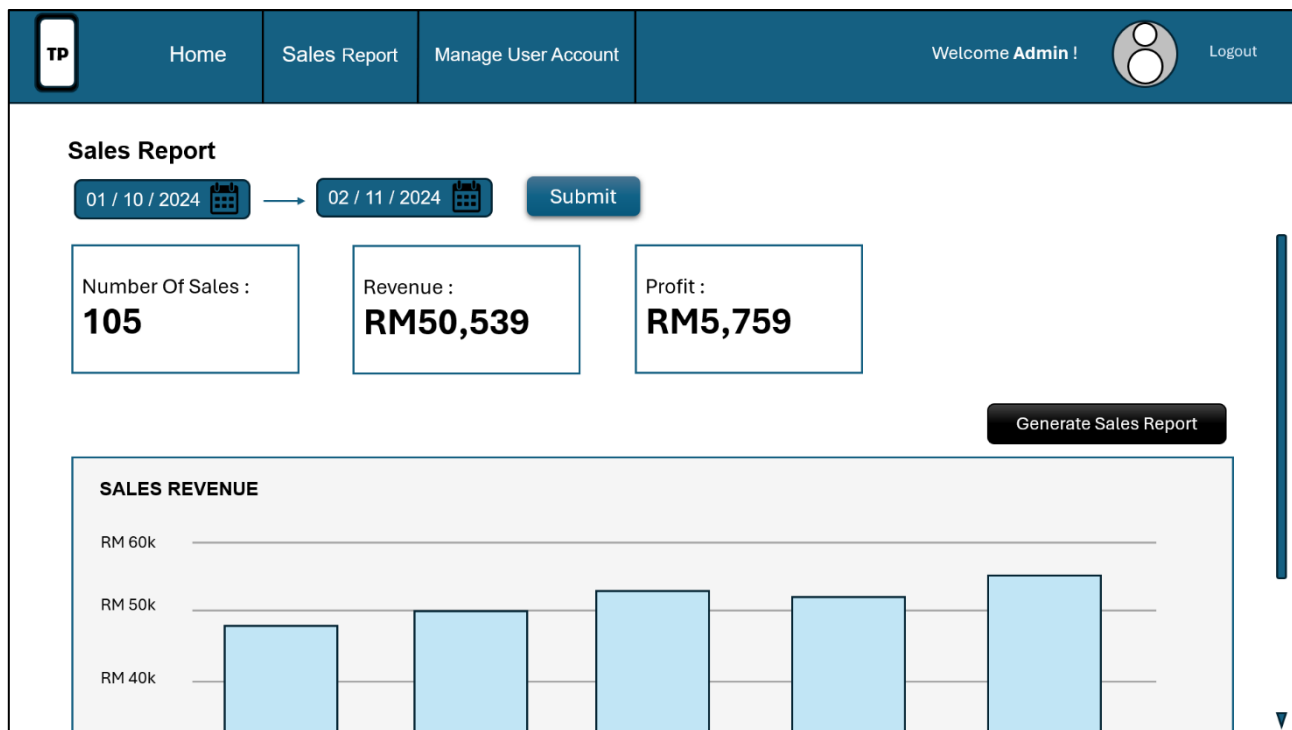 TP Home Sales Report Manage User Account Welcome Admin ! Logout
Sales Report
01 / 10 / 2024 02 / 11 / 2024 Submit
Number Of Sales : Revenue : Profit :
105 RM50,539 RM5,759
Generate Sales Report
SALES REVENUE
RM 60k
RM 50k
RM 40k